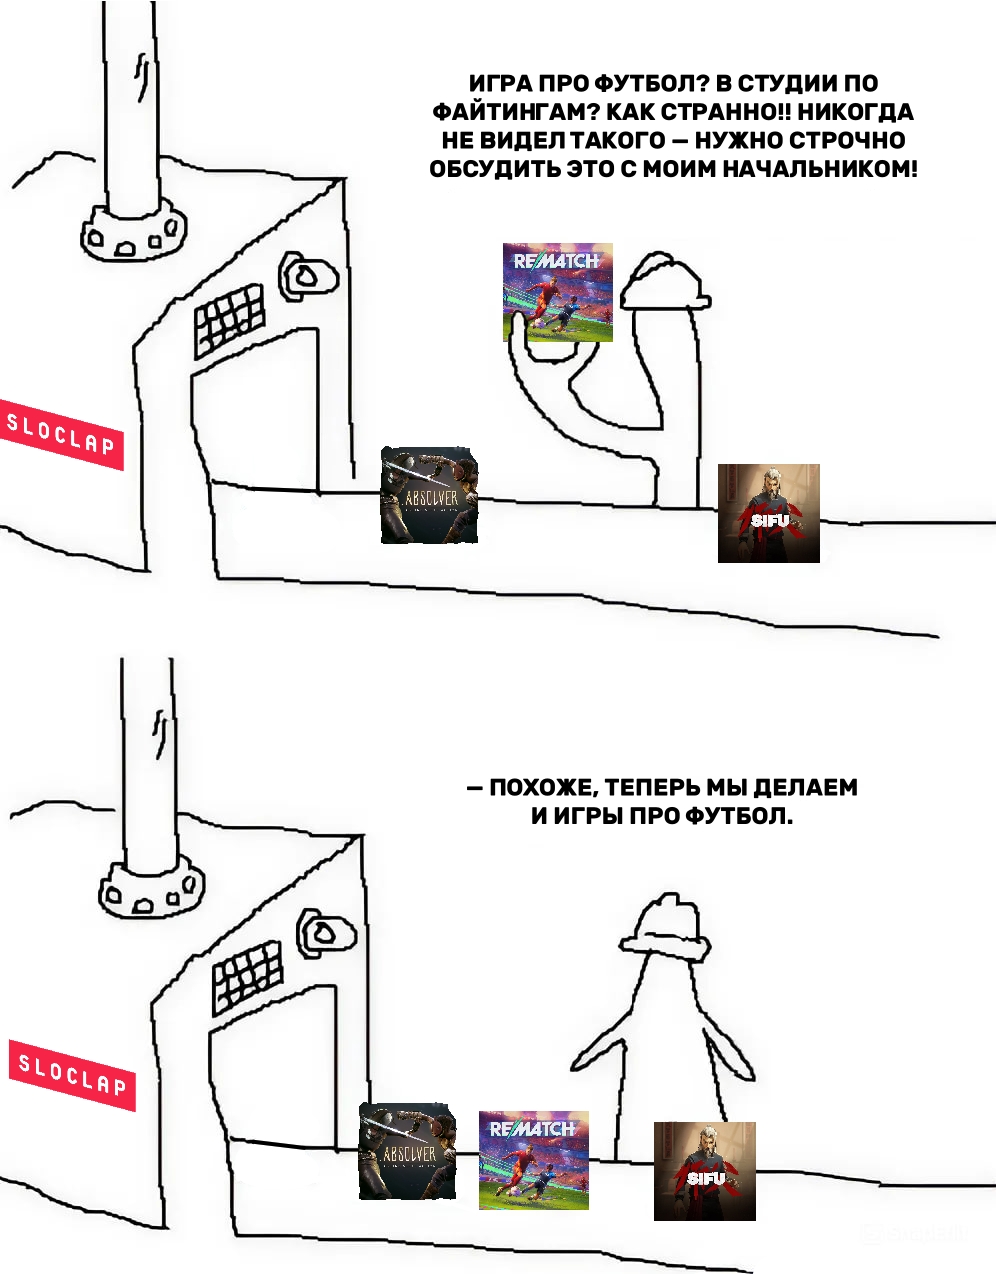 ИГРА ПРО ФУТБОЛ? В СТУДИИ ПО
ФАЙТИНГАМ? КАК СТРАННО!! НИКОГДА
НЕ ВИДЕЛ ТАКОГО — НУЖНО СТРОЧНО
ОБСУДИТЬ ЭТО С МОИМ НАЧАЛЬНИКОМ!
REMATCH
SLOCLAP
ABSOLVER
SIFU
— ПОХОЖЕ, ТЕПЕРЬ МЫ ДЕЛАЕМ
И ИГРЫ ПРО ФУТБОЛ.
SLOCLAP
ABSOLVER
REMATCH
SIFU